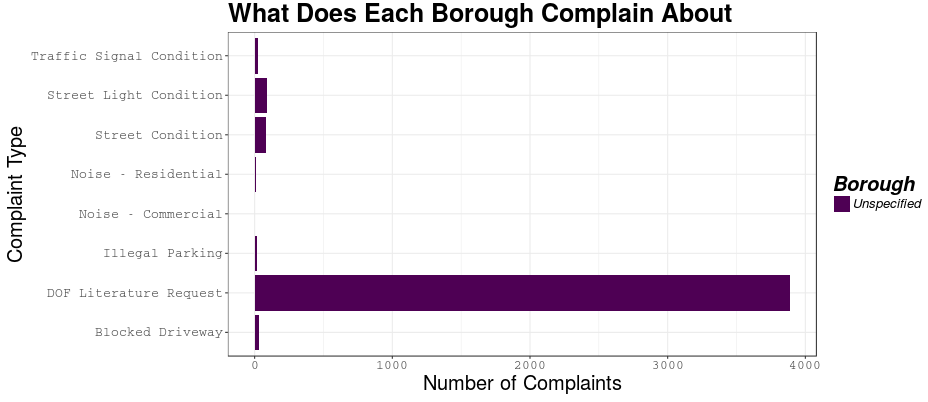 What Does Each Borough Complain About
Complaint Type
Traffic Signal Condition
Street Light Condition
Street Condition
Noise - Residential
Noise - Commercial
Illegal Parking
DOF Literature Request
Blocked Driveway
0 1000 2000 3000 4000
Number of Complaints
Borough
Unspecified